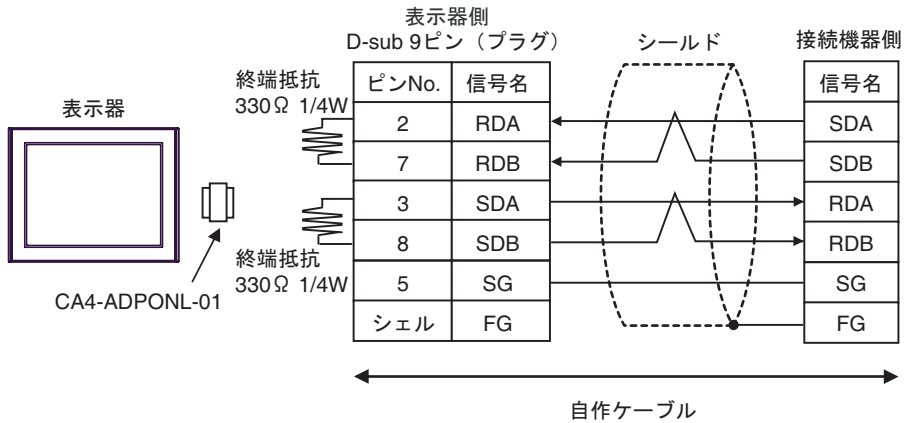 表示器側
D-sub 9ピン（プラグ）
シールド
接続機器側
終端抵抗
330Ω 1/4W
表示器
ピンNo.
信号名
信号名
2
RDA
SDA
7
RDB
SDB
3
SDA
RDA
8
SDB
RDB
終端抵抗
330Ω 1/4W
5
SG
SG
CA4-ADPONL-01
シェル
FG
FG
自作ケーブル